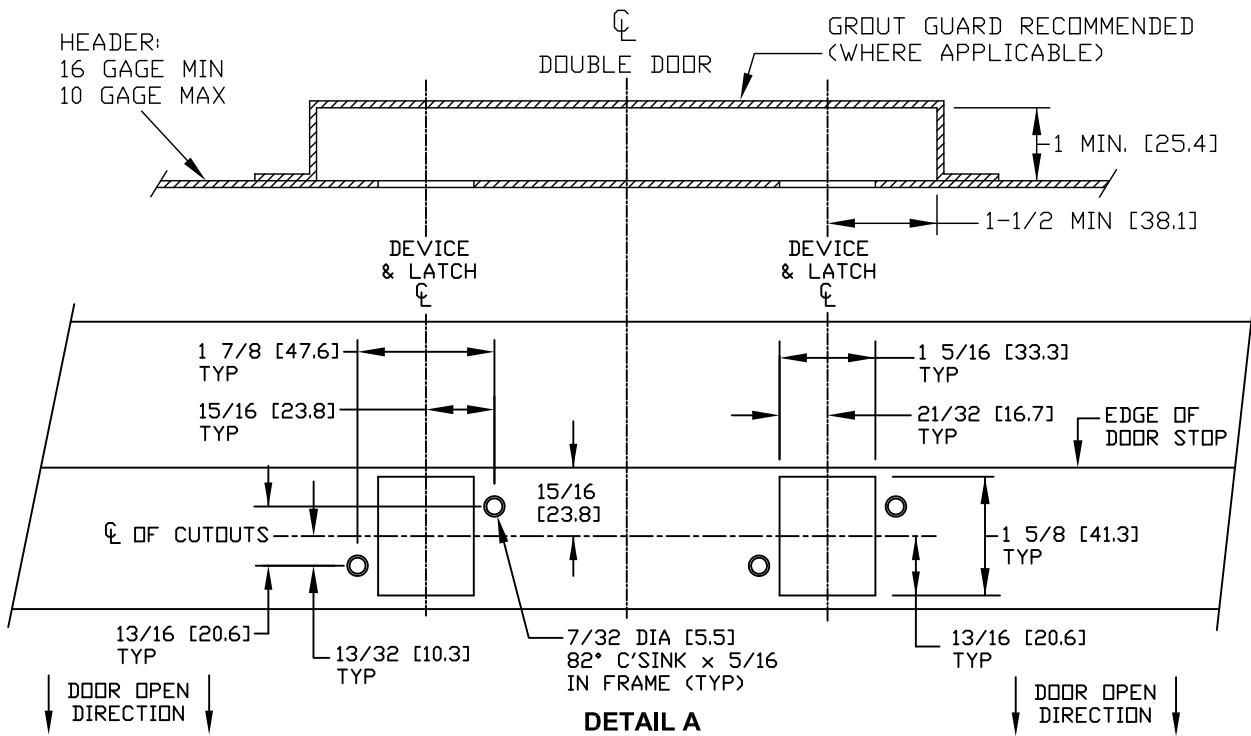 HEADER:
16 GAGE MIN
10 GAGE MAX
℄
DOUBLE DOOR
GROUT GUARD RECOMMENDED
(WHERE APPLICABLE)
1 MIN. [25.4]
1-1/2 MIN [38.1]
DEVICE
& LATCH
℄
DEVICE
& LATCH
℄
1 7/8 [47.6]
TYP
15/16 [23.8]
TYP
1 5/16 [33.3]
TYP
21/32 [16.7]
TYP
EDGE OF
DOOR STOP
15/16
[23.8]
℄ OF CUTOUTS
1 5/8 [41.3]
TYP
13/16 [20.6]
TYP
13/32 [10.3]
TYP
7/32 DIA [5.5]
82° C'SINK x 5/16
IN FRAME (TYP)
13/16 [20.6]
TYP
DOOR OPEN
DIRECTION
DETAIL A
DOOR OPEN
DIRECTION